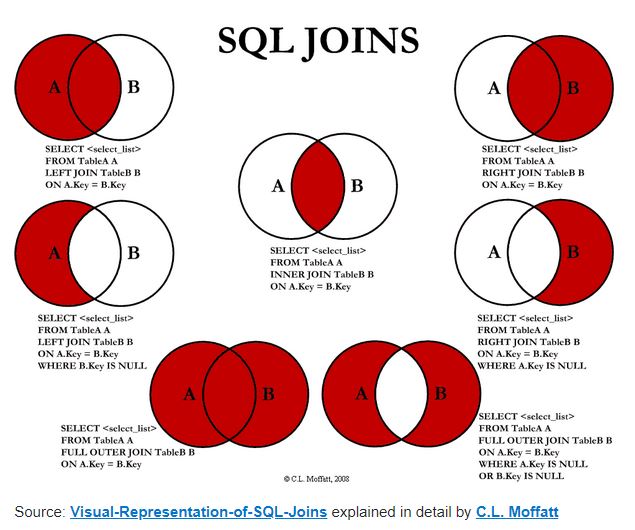 SQL JOINS
A B
SELECT <select_list>
FROM TableA A
LEFT JOIN TableB B
ON A.Key = B.Key
A B
SELECT <select_list>
FROM TableA A
RIGHT JOIN TableB B
ON A.Key = B.Key
A B
SELECT <select_list>
FROM TableA A
INNER JOIN TableB B
ON A.Key = B.Key
A B
SELECT <select_list>
FROM TableA A
LEFT JOIN TableB B
ON A.Key = B.Key
WHERE B.Key IS NULL
A B
SELECT <select_list>
FROM TableA A
RIGHT JOIN TableB B
ON A.Key = B.Key
WHERE A.Key IS NULL
A B
SELECT <select_list>
FROM TableA A
FULL OUTER JOIN TableB B
ON A.Key = B.Key
A B
SELECT <select_list>
FROM TableA A
FULL OUTER JOIN TableB B
ON A.Key = B.Key
WHERE A.Key IS NULL
OR B.Key IS NULL
© C.L. Moffatt, 2008
Source: Visual-Representation-of-SQL-Joins explained in detail by C.L. Moffatt